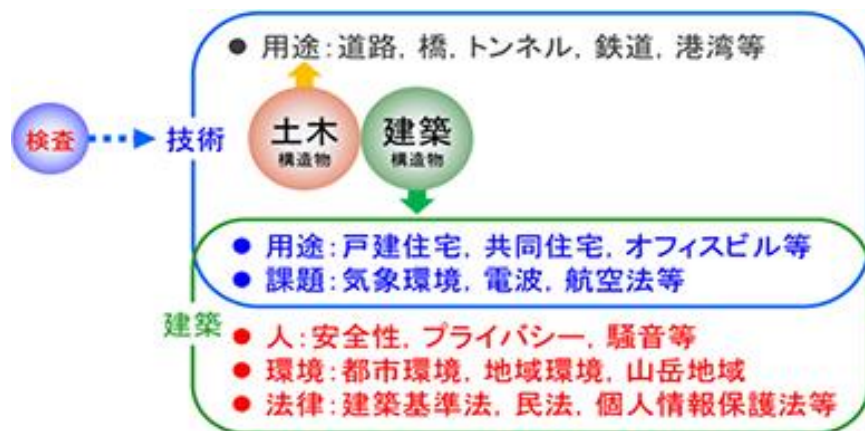 ● 用途：道路，橋，トンネル，鉄道，港湾等
検査
技術
土木
構造物
建築
構造物
● 用途：戸建住宅，共同住宅，オフィスビル等
● 課題：気象環境，電波，航空法等
建築
● 人：安全性，プライバシー，騒音等
● 環境：都市環境，地域環境，山岳地域
● 法律：建築基準法，民法，個人情報保護法等